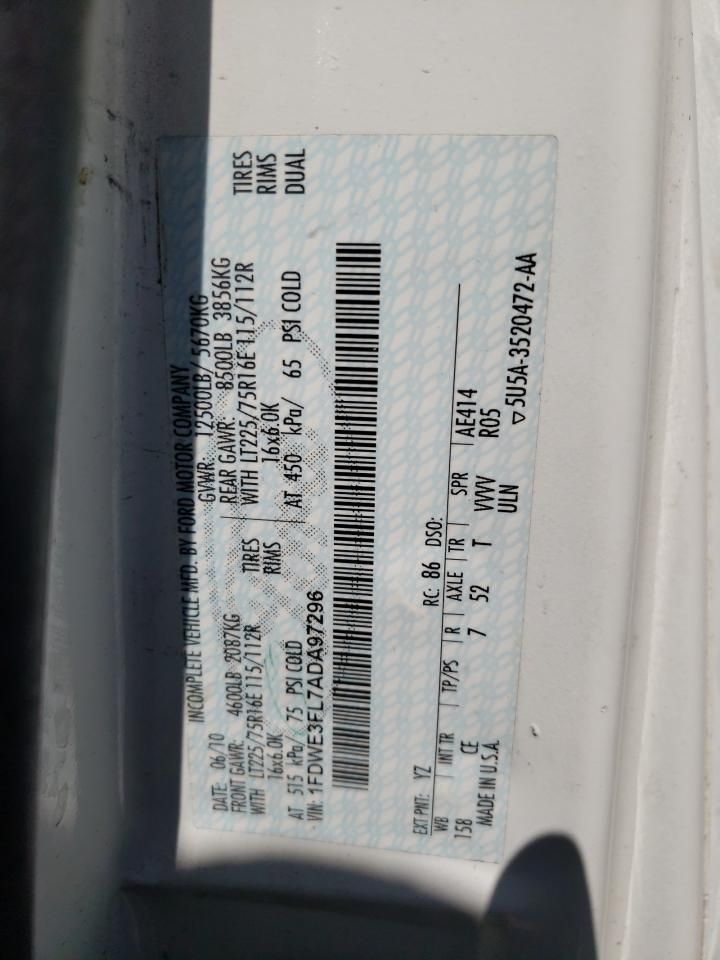 INCOMPLETE VEHICLE MFD. BY FORD MOTOR COMPANY
DATE: 06/10 GVWR: 12500LB/ 5670KG
FRONT GAWR: 4600LB 2087KG REAR GAWR: 8500LB 3856KG
WITH LT225/75R16E 115/112R TIRES WITH LT225/75R16E 115/112R TIRES
16x6.0K RIMS 16x6.0K RIMS
AT 515 kPa/ 75 PSI COLD AT 450 kPa/ 65 PSI COLD DUAL
VIN: 1FDWE3FL7ADA97296
EXT PNT: YZ RC: 86 DSO:
WB INT TR TP/PS R AXLE TR SPR AE414
158 CE 7 52 T VWV R05
MADE IN U.S.A. ULN
▽5U5A-3520472-AA